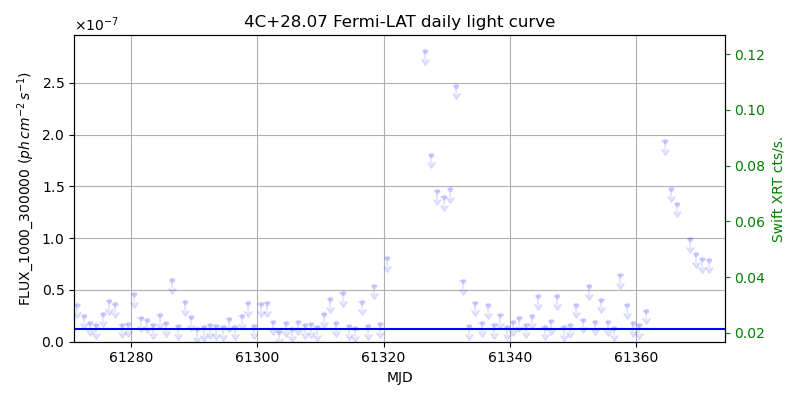 4C+28.07 Fermi-LAT daily light curve
×10⁻⁷
FLUX_1000_300000 (ph cm⁻² s⁻¹)
2.5
2.0
1.5
1.0
0.5
0.0
0.12
0.10
0.08
0.06
0.04
0.02
Swift XRT cts/s.
61280 61300 61320 61340 61360
MJD